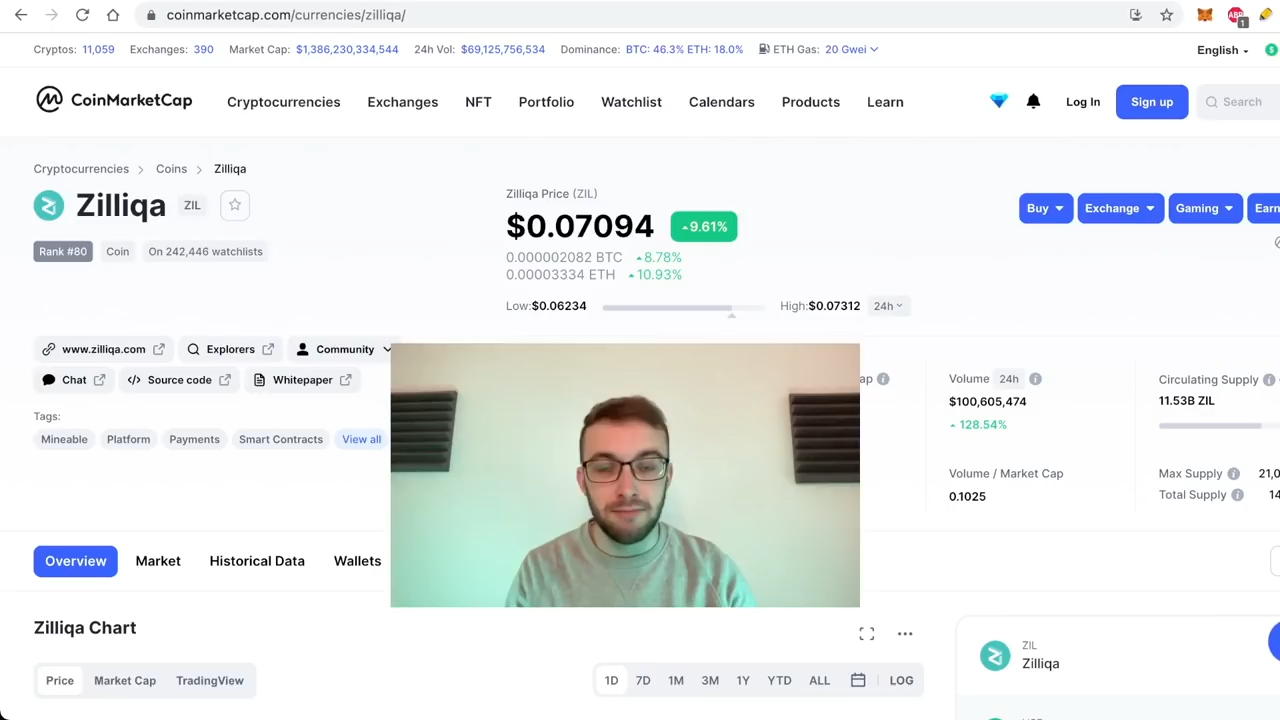 coinmarketcap.com/currencies/zilliqa/
ABP
1
Cryptos: 11,059 Exchanges: 390 Market Cap: $1,386,230,334,544 24h Vol: $69,125,756,534 Dominance: BTC: 46.3% ETH: 18.0% ETH Gas: 20 Gwei English
CoinMarketCap Cryptocurrencies Exchanges NFT Portfolio Watchlist Calendars Products Learn Log In Sign up Search
Cryptocurrencies Coins Zilliqa
Zilliqa Price (ZIL)
Zilliqa ZIL
$0.07094 9.61%
Buy Exchange Gaming Earn
Rank #80 Coin On 242,446 watchlists
0.000002082 BTC 8.78%
0.00003334 ETH 10.93%
Low:$0.06234 High:$0.07312 24h
www.zilliqa.com Explorers Community
Chat Source code Whitepaper
ap
Volume 24h
Circulating Supply
$100,605,474
11.53B ZIL
128.54%
Tags:
Mineable Platform Payments Smart Contracts View all
Volume / Market Cap
0.1025
Max Supply 21,0
Total Supply 14
Overview Market Historical Data Wallets
Zilliqa Chart
Price Market Cap TradingView
1D 7D 1M 3M 1Y YTD ALL LOG
ZIL
Zilliqa